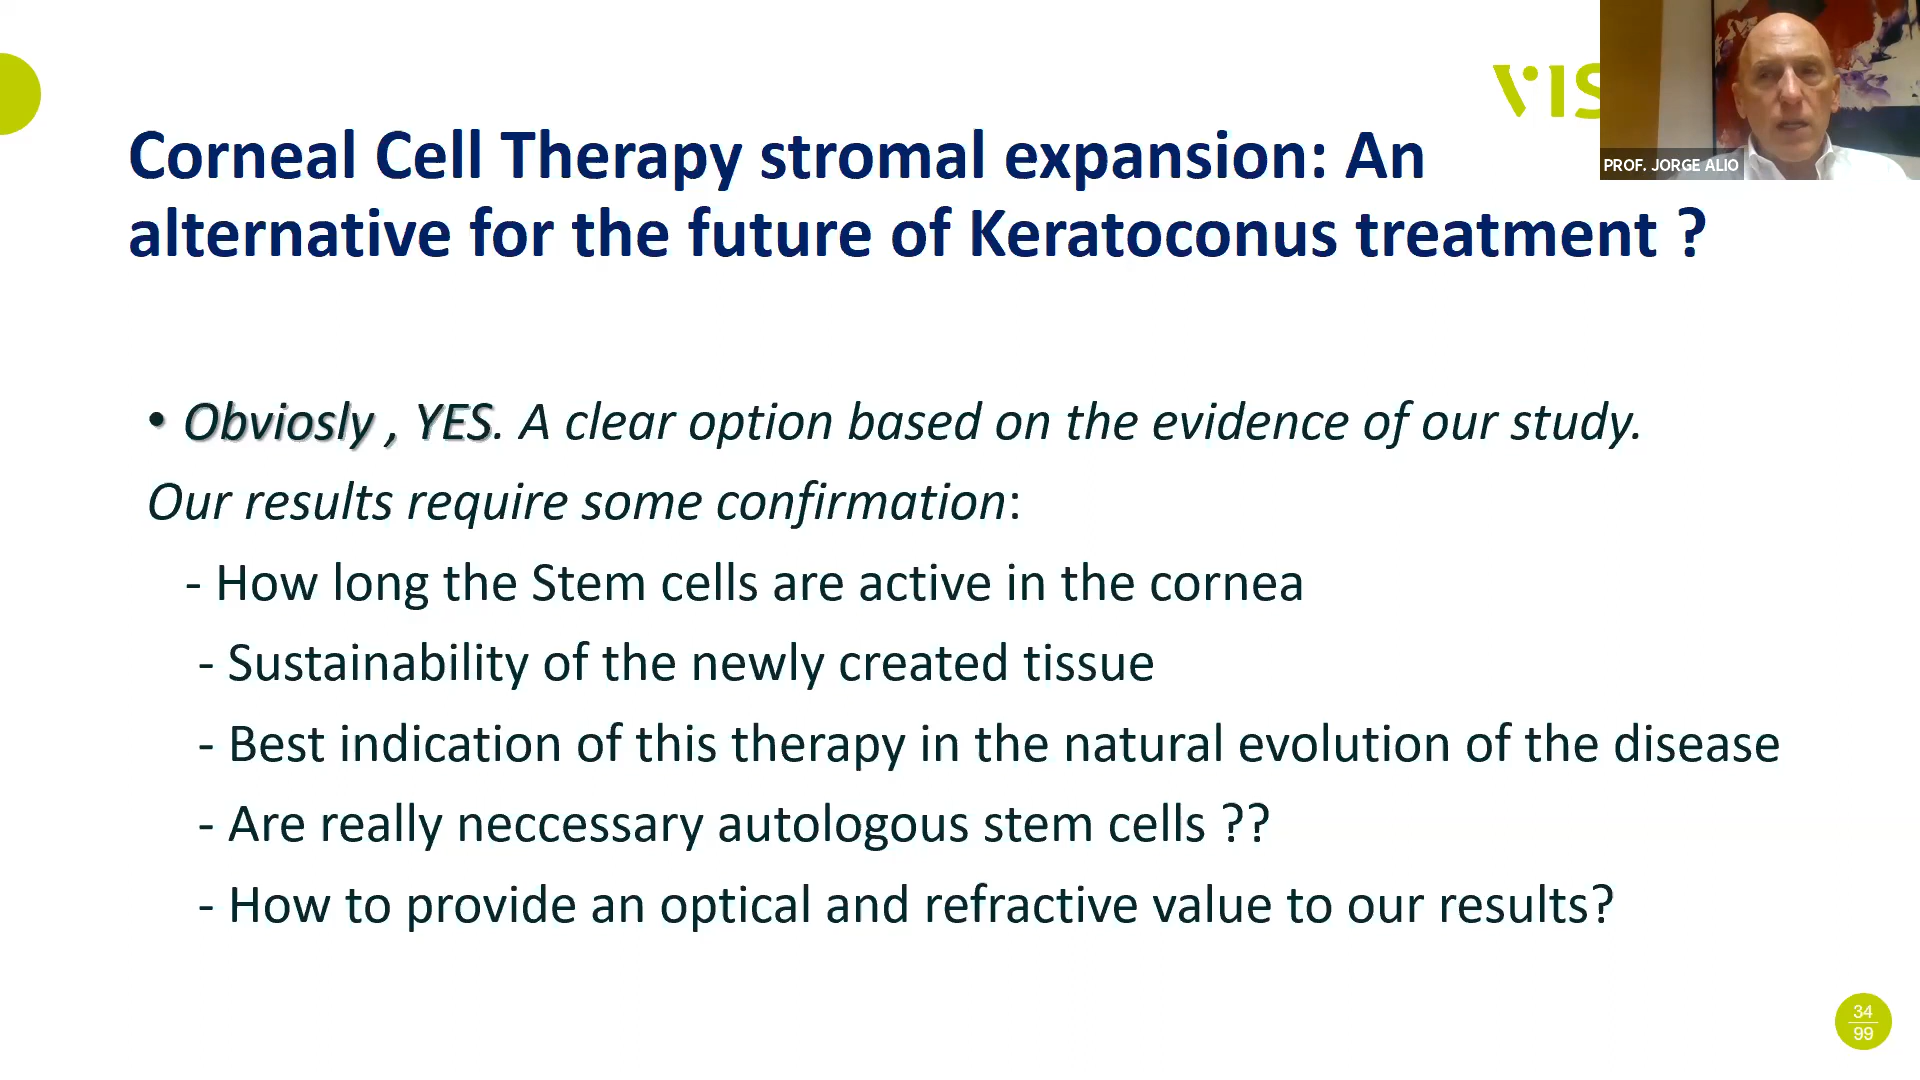 VIS
PROF. JORGE ALIO
Corneal Cell Therapy stromal expansion: An
alternative for the future of Keratoconus treatment ?
• Obviosly , YES. A clear option based on the evidence of our study.
Our results require some confirmation:
- How long the Stem cells are active in the cornea
- Sustainability of the newly created tissue
- Best indication of this therapy in the natural evolution of the disease
- Are really neccessary autologous stem cells ??
- How to provide an optical and refractive value to our results?
34
99